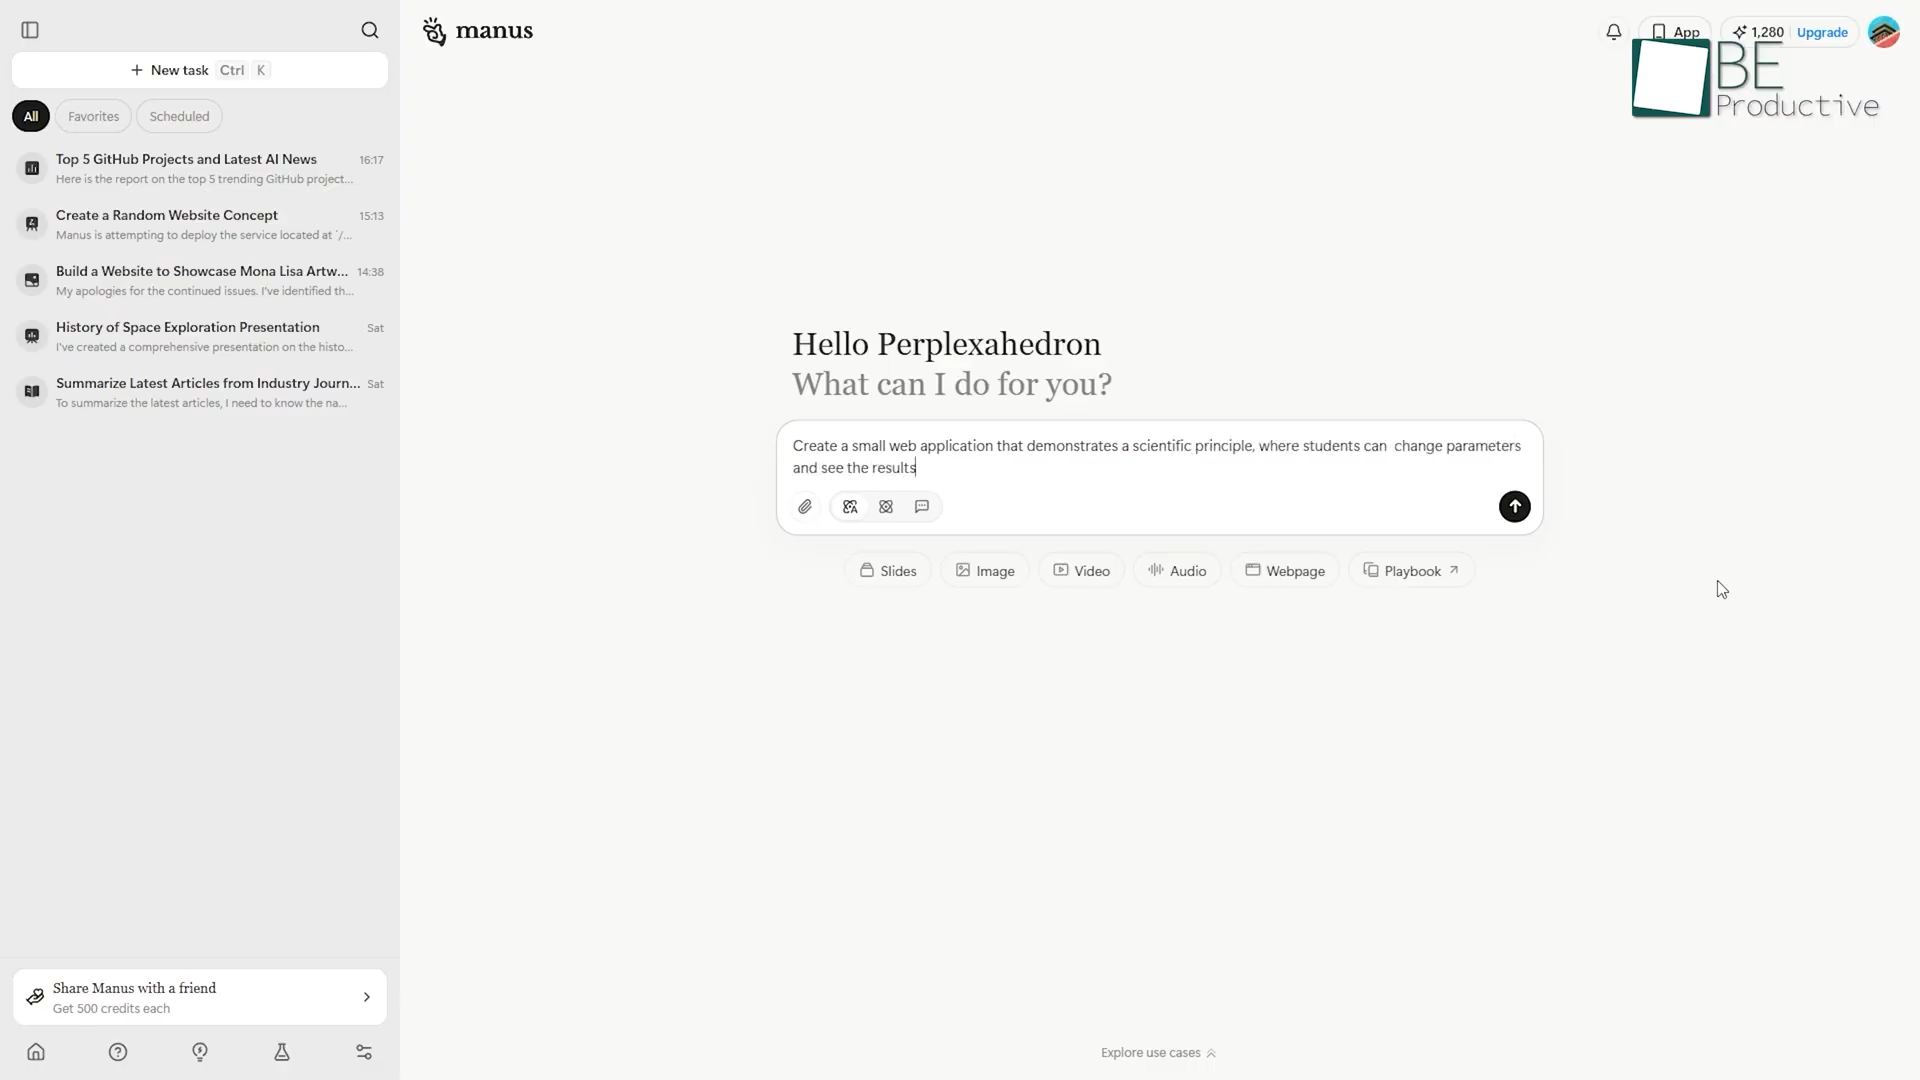 manus
App
1,280
Upgrade
BE
Productive
New task Ctrl K
All Favorites Scheduled
Top 5 GitHub Projects and Latest AI News 16:17
Here is the report on the top 5 trending GitHub project...
Create a Random Website Concept 15:13
Manus is attempting to deploy the service located at `/...
Build a Website to Showcase Mona Lisa Artw... 14:38
My apologies for the continued issues. I've identified th...
History of Space Exploration Presentation Sat
I've created a comprehensive presentation on the histo...
Summarize Latest Articles from Industry Journ... Sat
To summarize the latest articles, I need to know the na...
Hello Perplexahedron
What can I do for you?
Create a small web application that demonstrates a scientific principle, where students can  change parameters
and see the results
Slides Image Video Audio Webpage Playbook
Share Manus with a friend
Get 500 credits each
Explore use cases